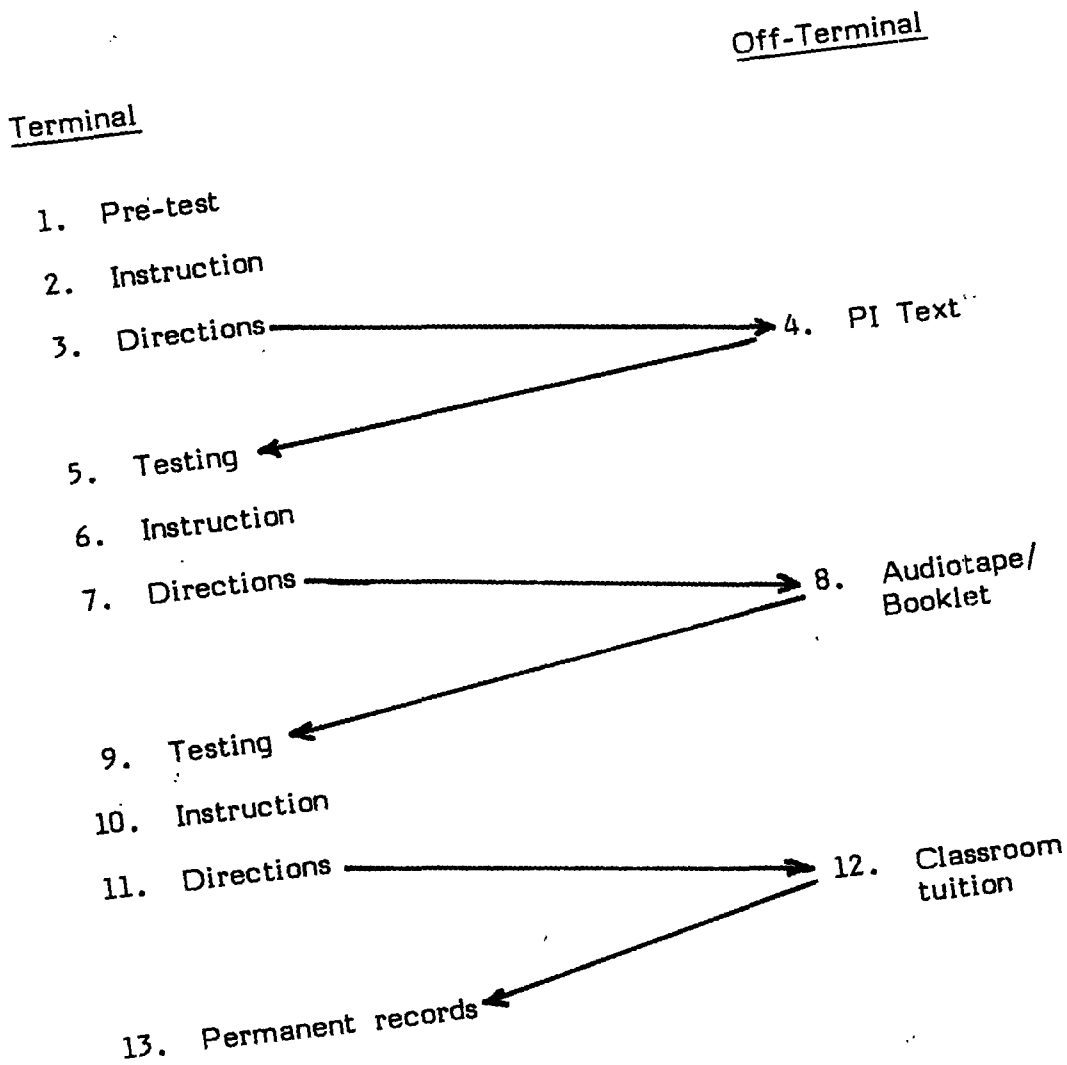 Off-Terminal
Terminal
1. Pre-test
2. Instruction
3. Directions
4. PI Text
5. Testing
6. Instruction
7. Directions
8. Audiotape/
Booklet
9. Testing
10. Instruction
11. Directions
12. Classroom
tuition
13. Permanent records